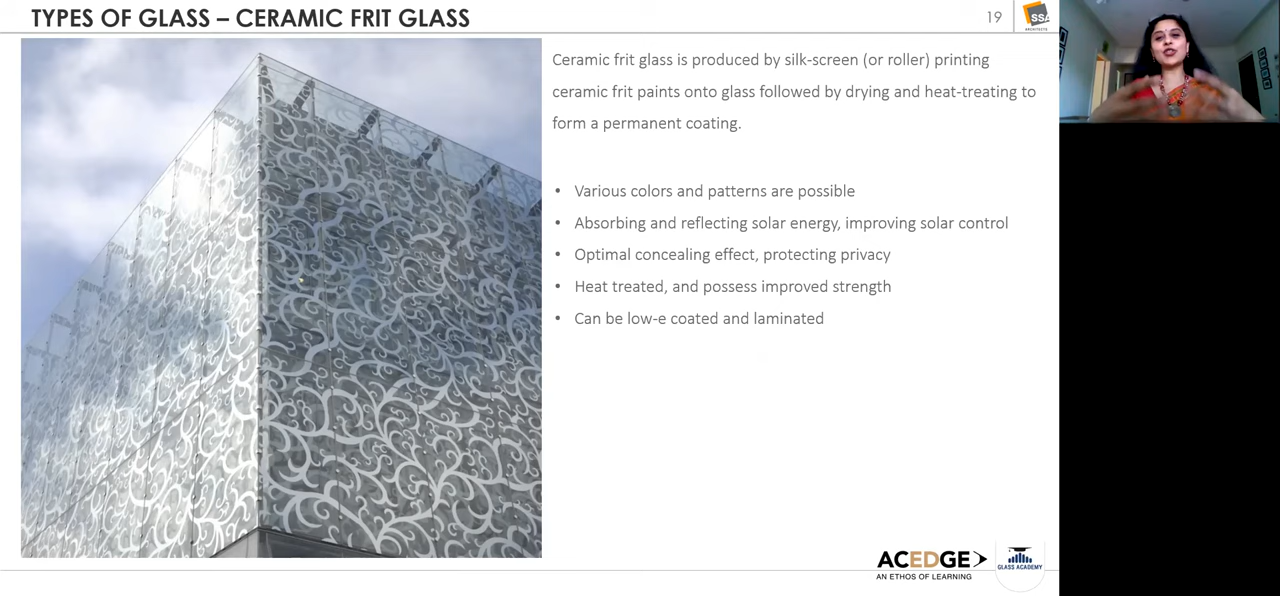 TYPES OF GLASS – CERAMIC FRIT GLASS
19
SSA
ARCHITECTS
Ceramic frit glass is produced by silk-screen (or roller) printing
ceramic frit paints onto glass followed by drying and heat-treating to
form a permanent coating.
• Various colors and patterns are possible
• Absorbing and reflecting solar energy, improving solar control
• Optimal concealing effect, protecting privacy
• Heat treated, and possess improved strength
• Can be low-e coated and laminated
ACEDGE
AN ETHOS OF LEARNING
GLASS ACADEMY